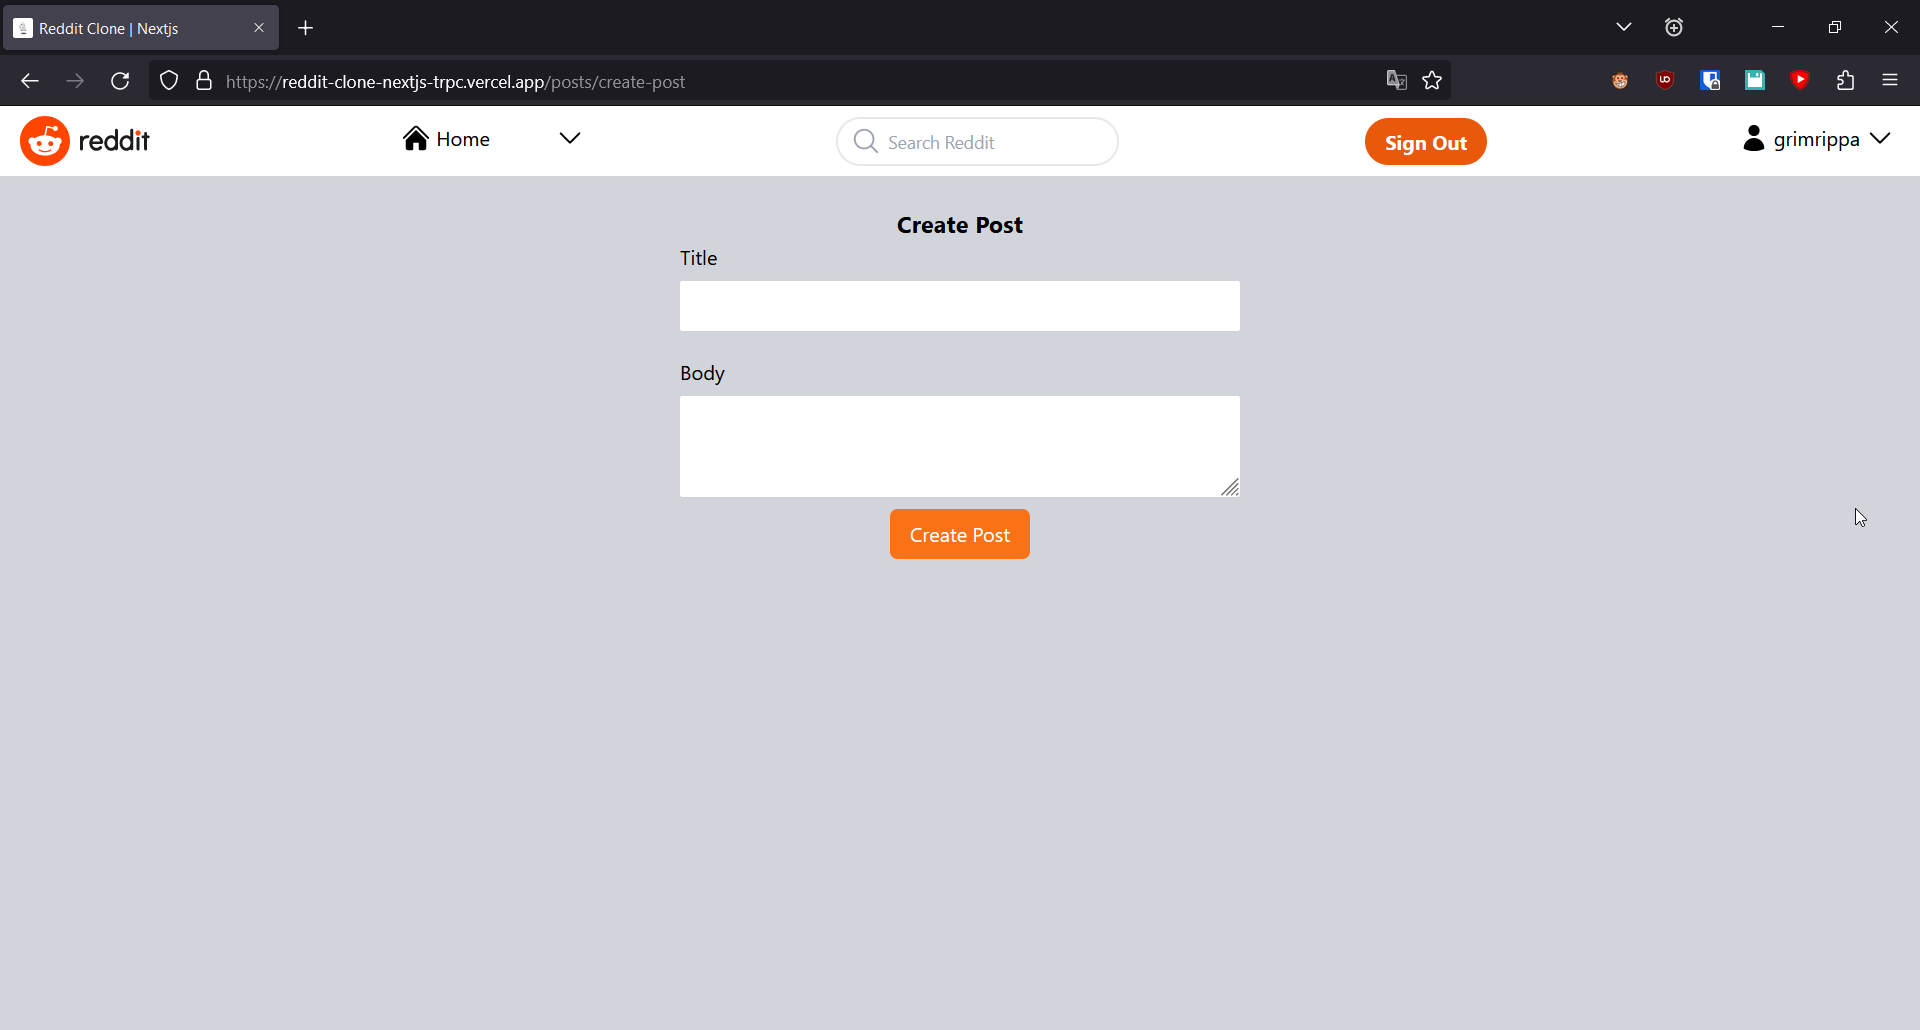 Reddit Clone | Nextjs
https://reddit-clone-nextjs-trpc.vercel.app/posts/create-post
reddit
Home
Search Reddit
Sign Out
grimrippa
Create Post
Title
Body
Create Post